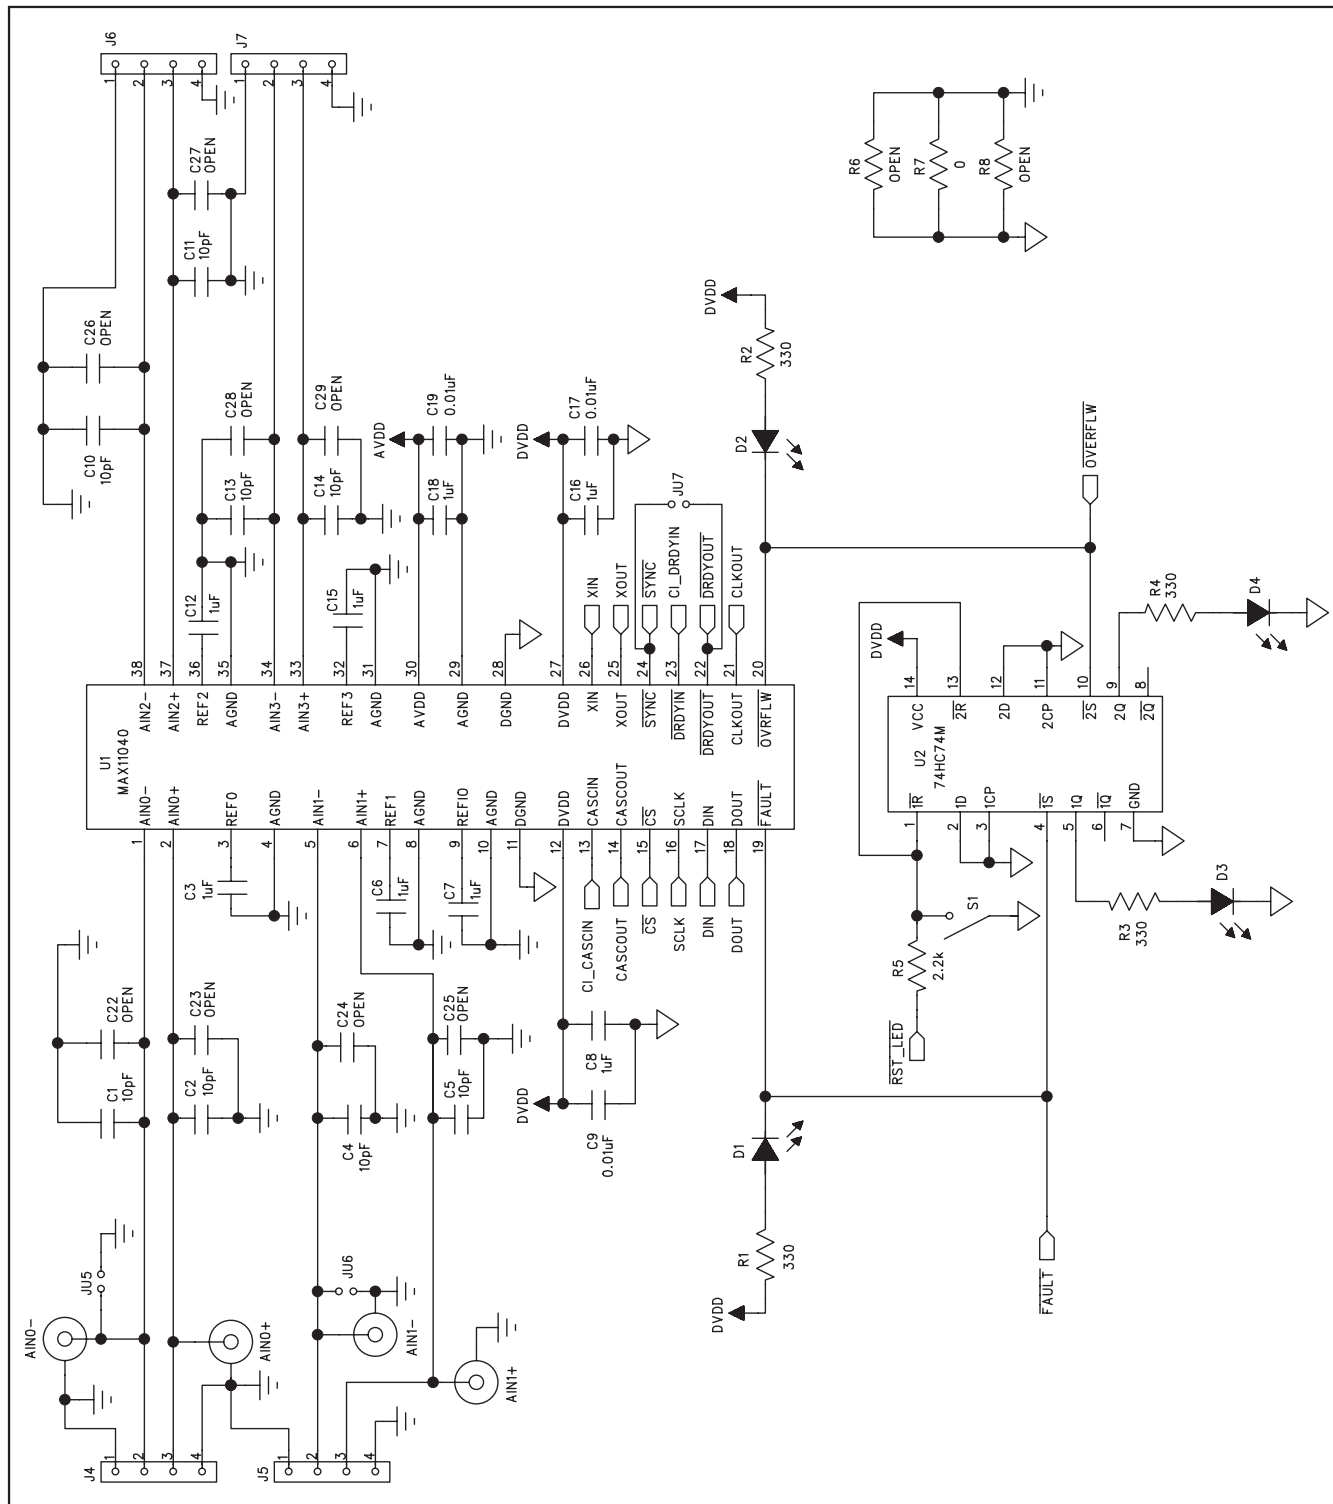 J6
1
2
3
4
J7
1
2
3
4
C27
OPEN
C11
10pF
C26
OPEN
C10
10pF
C28
OPEN
C13
10pF
C29
OPEN
C14
10pF
C12
1uF
C15
1uF
AVDD
C19
0.01uF
C18
1uF
DVDD
C17
0.01uF
C16
1uF
JU7
XIN
XOUT
SYNC
CI_DRDYIN
DRDYOUT
CLKOUT
R6
OPEN
R7
0
R8
OPEN
DVDD
R2
330
D2
OVERFLW
38
37
36
35
34
33
32
31
30
29
28
27
26
25
24
23
22
21
20
AIN2-
AIN2+
REF2
AGND
AIN3-
AIN3+
REF3
AGND
AVDD
AGND
DGND
DVDD
XIN
XOUT
SYNC
DRDYIN
DRDYOUT
CLKOUT
OVRFLW
U1
MAX11040
AIN0-
AIN0+
REF0
AGND
AIN1-
AIN1+
REF1
AGND
REFIO
AGND
DGND
DVDD
CASCIN
CASCOUT
CS
SCLK
DIN
DOUT
FAULT
1
2
3
4
5
6
7
8
9
10
11
12
13
14
15
16
17
18
19
C3
1uF
C6
1uF
C7
1uF
CI_CASCIN
CASCOUT
CS
SCLK
DIN
DOUT
C22
OPEN
C1
10pF
C23
OPEN
C2
10pF
C24
OPEN
C4
10pF
C25
OPEN
C5
10pF
C8
1uF
C9
0.01uF
DVDD
D1
R1
330
DVDD
FAULT
JU5
AIN0-
AIN0+
JU6
AIN1-
AIN1+
J4
1
2
3
4
J5
1
2
3
4
DVDD
R4
330
D4
14
13
12
11
10
9
8
VCC
2R
2D
2CP
2S
2Q
2Q
U2
74HC74M
1R
1D
1CP
1S
1Q
1Q
GND
1
2
3
4
5
6
7
S1
R5
2.2k
RST_LED
R3
330
D3